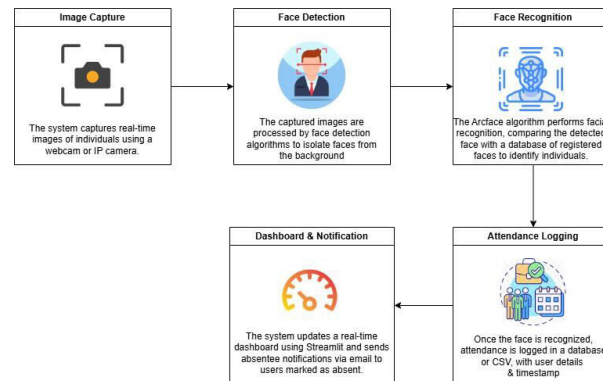 Image Capture
The system captures real-time
images of individuals using a
webcam or IP camera.
Face Detection
The captured images are
processed by face detection
algorithms to isolate faces from
the background
Face Recognition
The Arcface algorithm performs facial
recognition, comparing the detected
face with a database of registered
faces to identify individuals.
Attendance Logging
Once the face is recognized,
attendance is logged in a database
or CSV, with user details
& timestamp
Dashboard & Notification
The system updates a real-time
dashboard using Streamlit and sends
absentee notifications via email to
users marked as absent.